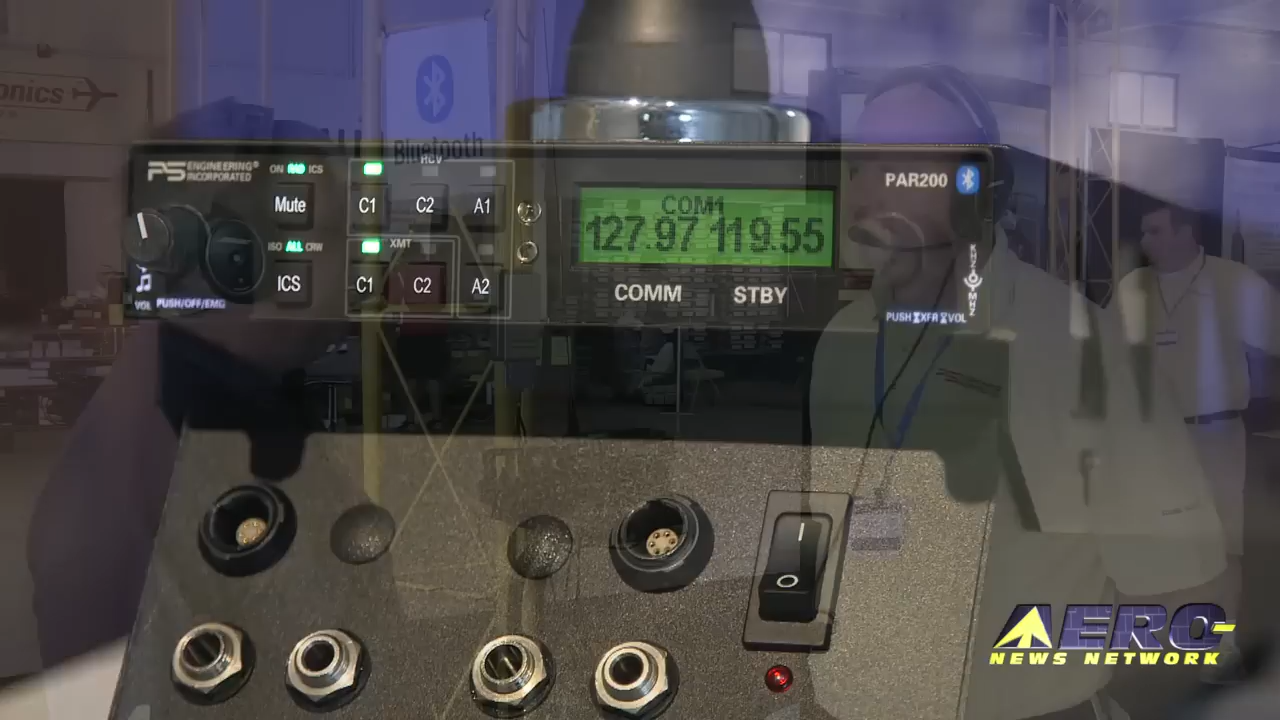 onics
Bluetooth
PS ENGINEERING®
INCORPORATED
ON RAD ICS
RCV
Mute
C1 C2 A1
ISO ALL CRW
XMT
ICS
C1 C2 A2
VOL PUSH/OFF/EMG
COM1
127.97 119.55
COMM STBY
PAR200
KHZ
MHZ
PUSH XFR VOL
AERO
NEWS NETWORK